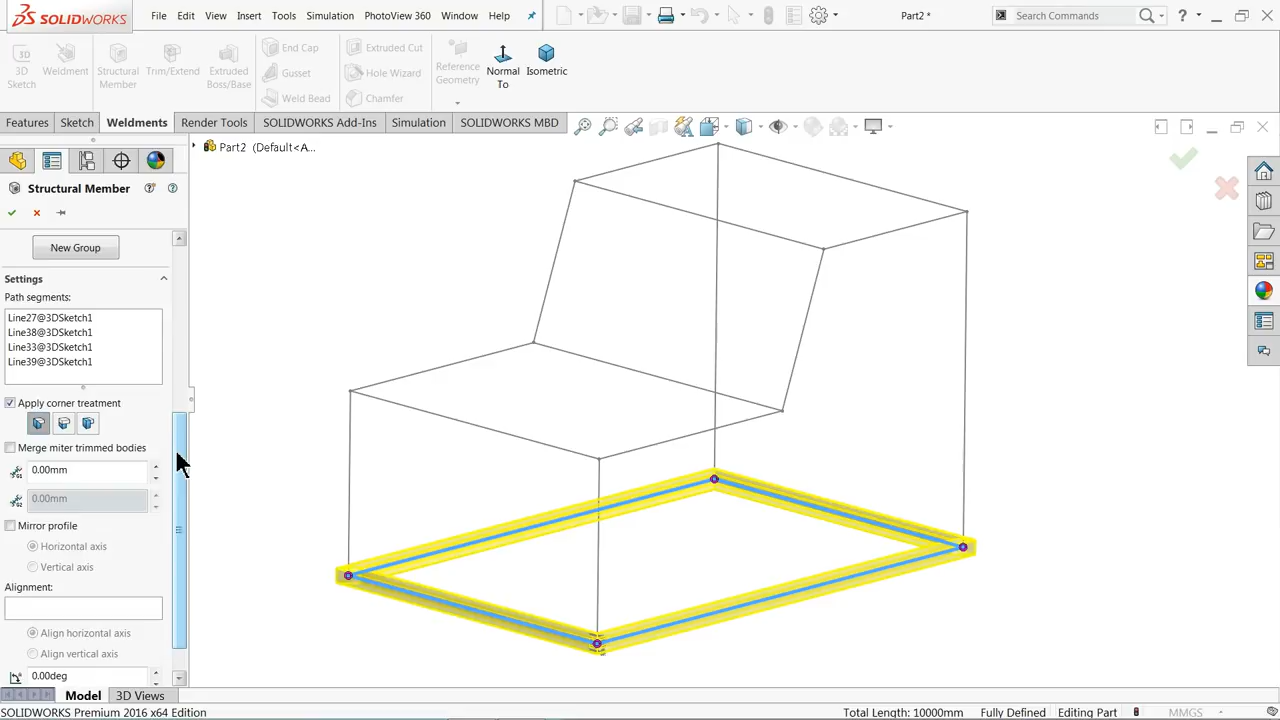 SOLIDWORKS
File Edit View Insert Tools Simulation PhotoView 360 Window Help
Part2 *
Search Commands
3D Sketch
Weldment
Structural Member
Trim/Extend
Extruded Boss/Base
End Cap
Gusset
Weld Bead
Extruded Cut
Hole Wizard
Chamfer
Reference Geometry
Normal To
Isometric
Features Sketch Weldments Render Tools SOLIDWORKS Add-Ins Simulation SOLIDWORKS MBD
Part2 (Default<A...
Structural Member
New Group
Settings
Path segments:
Line27@3DSketch1
Line38@3DSketch1
Line33@3DSketch1
Line39@3DSketch1
Apply corner treatment
Merge miter trimmed bodies
0.00mm
0.00mm
Mirror profile
Horizontal axis
Vertical axis
Alignment:
Align horizontal axis
Align vertical axis
0.00deg
Model 3D Views
SOLIDWORKS Premium 2016 x64 Edition
Total Length: 10000mm Fully Defined Editing Part MMGS